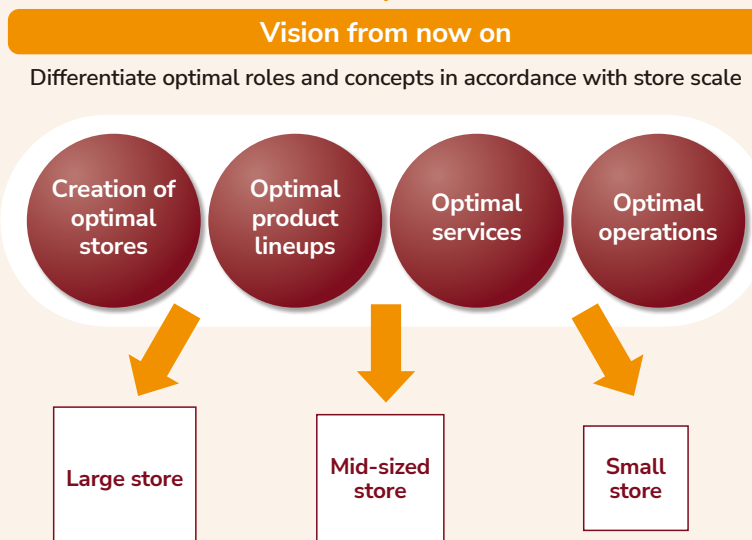 Vision from now on
Differentiate optimal roles and concepts in accordance with store scale
Creation of
optimal
stores
Optimal
product
lineups
Optimal
services
Optimal
operations
Large store
Mid-sized
store
Small
store